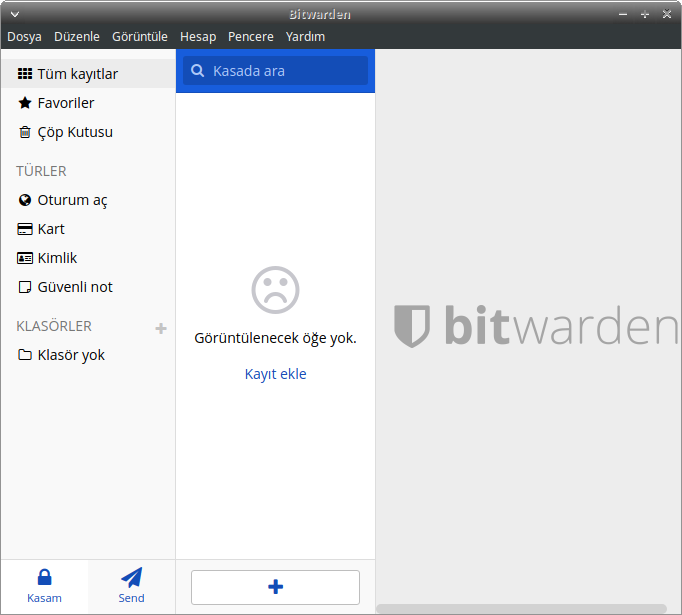 Bitwarden
Dosya Düzenle Görüntüle Hesap Pencere Yardım
Tüm kayıtlar
Favoriler
Çöp Kutusu
TÜRLER
Oturum aç
Kart
Kimlik
Güvenli not
KLASÖRLER
Klasör yok
Kasam
Send
Kasada ara
Görüntülenecek öğe yok.
Kayıt ekle
bitwarden